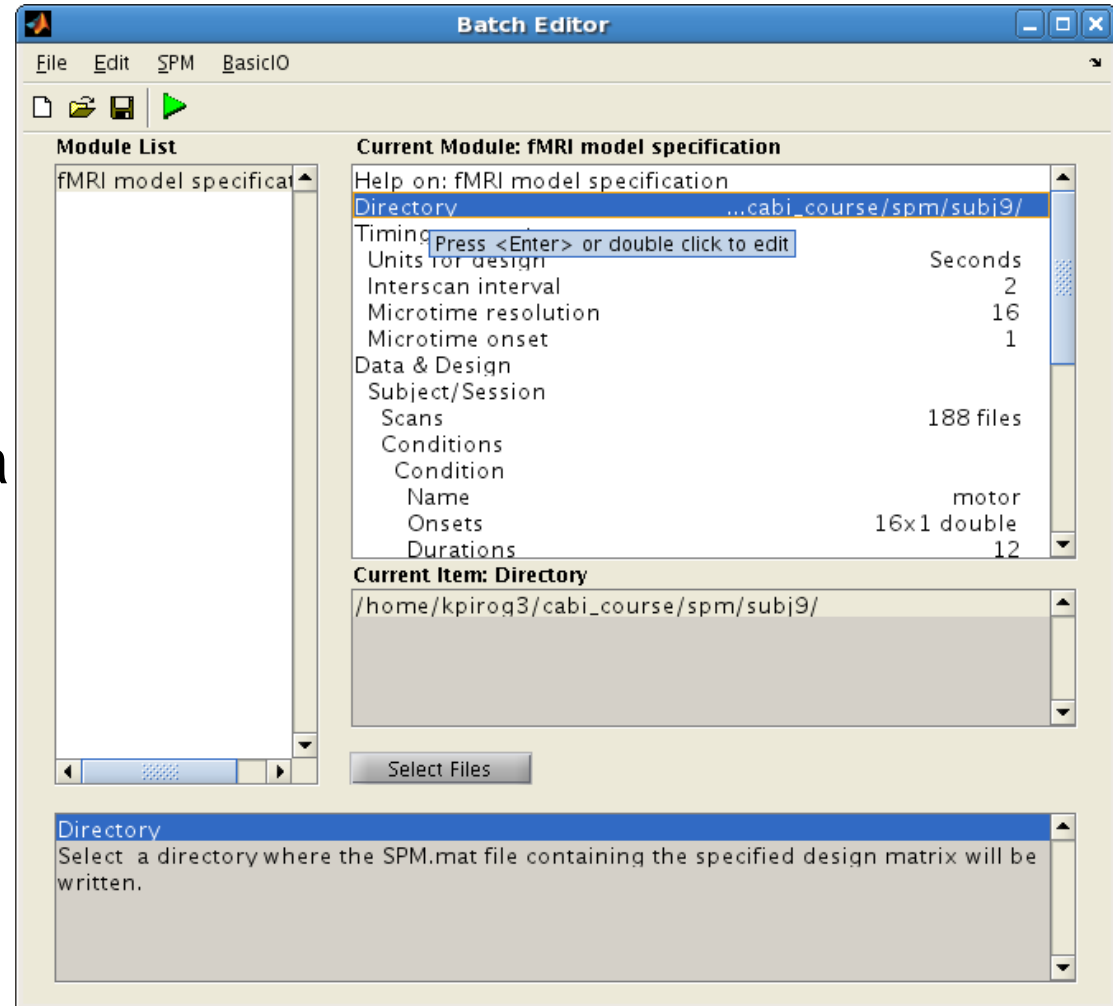 Batch Editor
File Edit SPM BasicIO
Module List
fMRI model specificat
Current Module: fMRI model specification
Help on: fMRI model specification
Directory ...cabi_course/spm/subj9/
Timing
Press <Enter> or double click to edit
Units for design Seconds
Interscan interval 2
Microtime resolution 16
Microtime onset 1
Data & Design
Subject/Session
Scans 188 files
Conditions
Condition
Name motor
Onsets 16x1 double
Durations 12
Current Item: Directory
/home/kpirog3/cabi_course/spm/subj9/
Select Files
Directory
Select a directory where the SPM.mat file containing the specified design matrix will be
written.